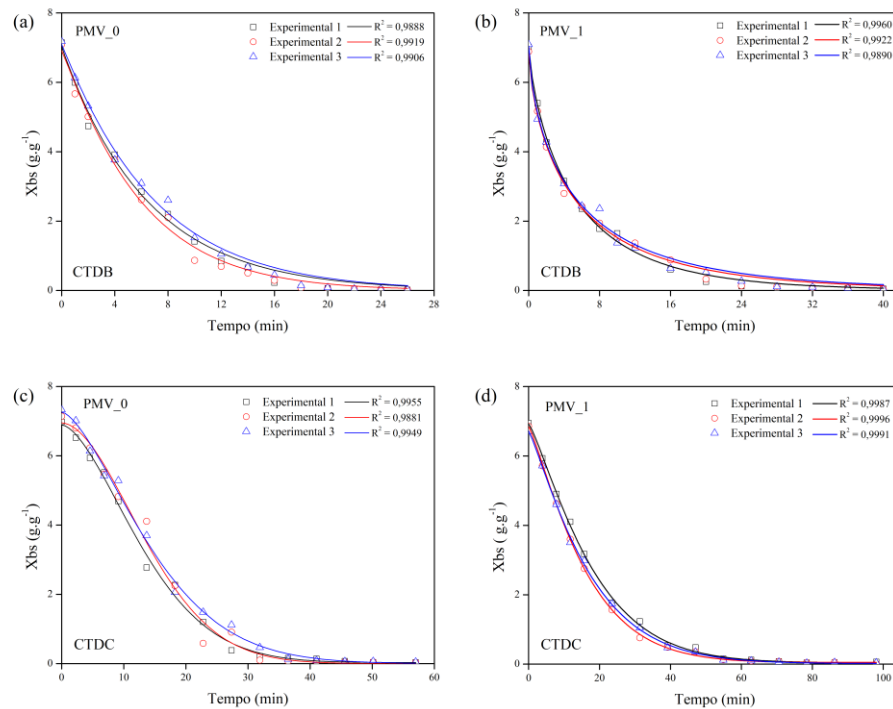 (a)
PMV_0
Experimental 1 R² = 0,9888
Experimental 2 R² = 0,9919
Experimental 3 R² = 0,9906
8
6
4
2
0
Xbs (g.g⁻¹)
CTDB
0 4 8 12 16 20 24 28
Tempo (min)
(b)
PMV_1
Experimental 1 R² = 0,9960
Experimental 2 R² = 0,9922
Experimental 3 R² = 0,9890
8
6
4
2
0
Xbs (g.g⁻¹)
CTDB
0 8 16 24 32 40
Tempo (min)
(c)
PMV_0
Experimental 1 R² = 0,9955
Experimental 2 R² = 0,9881
Experimental 3 R² = 0,9949
8
6
4
2
0
Xbs (g.g⁻¹)
CTDC
0 10 20 30 40 50 60
Tempo (min)
(d)
PMV_1
Experimental 1 R² = 0,9987
Experimental 2 R² = 0,9996
Experimental 3 R² = 0,9991
8
6
4
2
0
Xbs ( g.g⁻¹)
CTDC
0 20 40 60 80 100
Tempo (min)